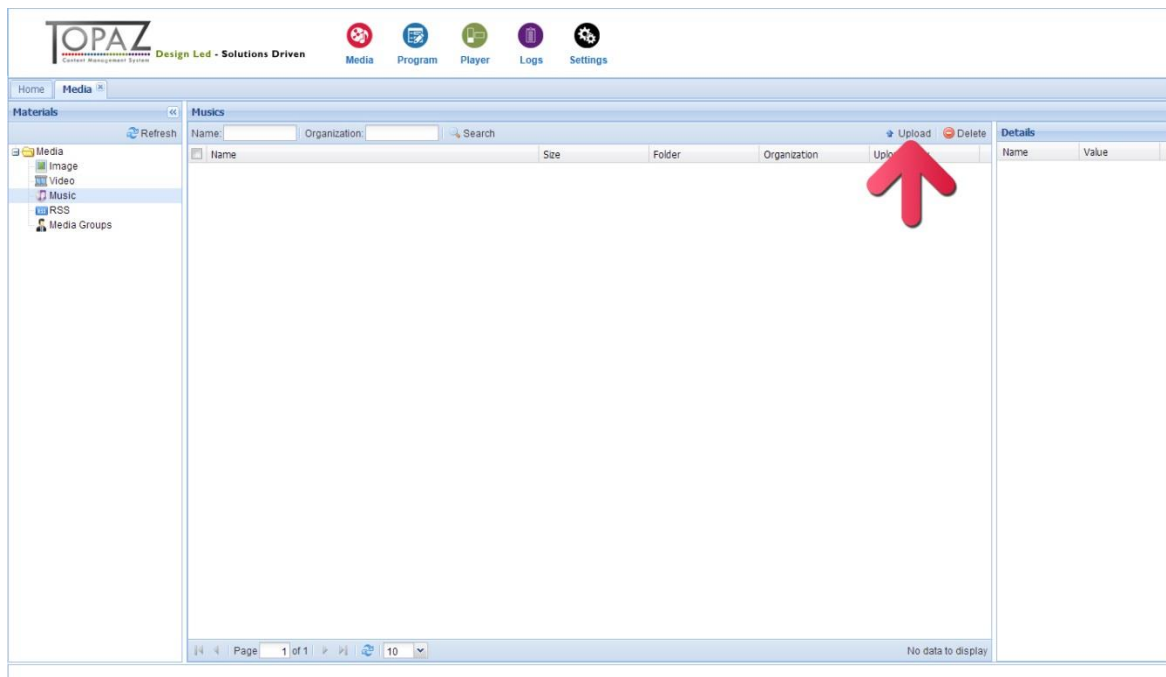 TOPAZ
Content Management System
Design Led - Solutions Driven
Media Program Player Logs Settings
Home Media
Materials
Refresh
Media
Image
Video
Music
RSS
Media Groups
Musics
Name: Organization: Search Upload Delete
Name Size Folder Organization
Page 1 of 1 10 No data to display
Details
Name Value